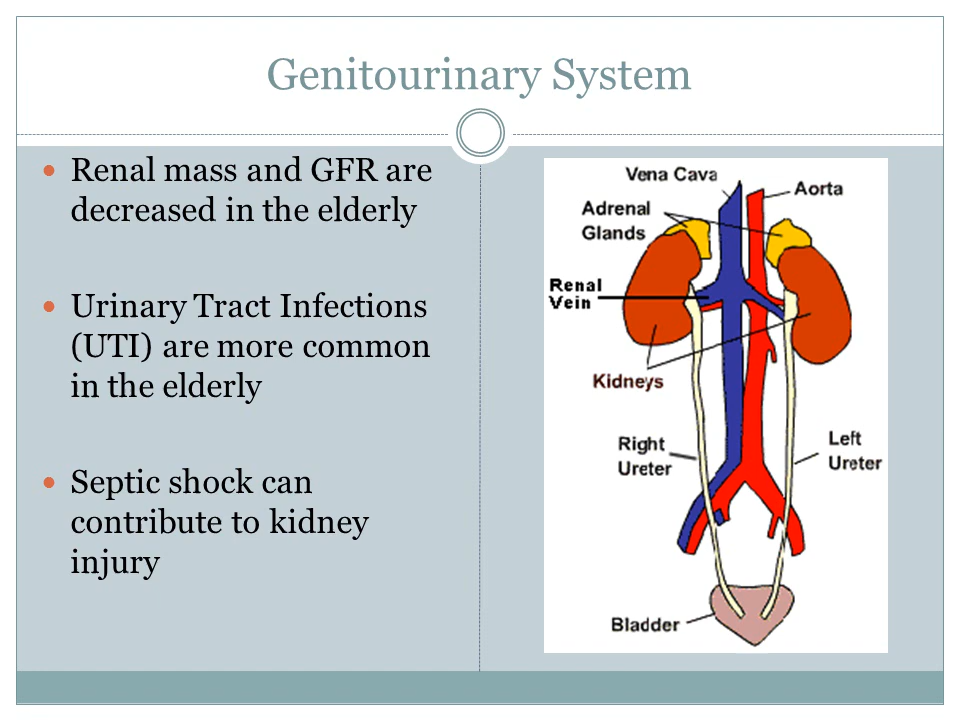 Genitourinary System
• Renal mass and GFR are
decreased in the elderly
• Urinary Tract Infections
(UTI) are more common
in the elderly
• Septic shock can
contribute to kidney
injury
Vena Cava
Aorta
Adrenal
Glands
Renal
Vein
Kidneys
Right
Ureter
Left
Ureter
Bladder